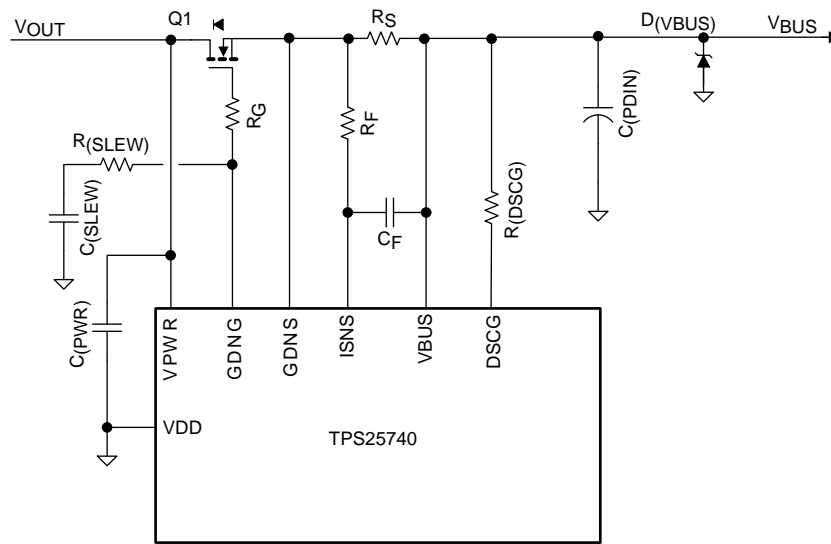 VOUT
Q1
RS
D(VBUS)
VBUS
RG
RF
C(PDIN)
R(SLEW)
C(SLEW)
R(DSCG)
CF
C(PWR)
VPWR
GDNG
GDNS
ISNS
VBUS
DSCG
VDD
TPS25740